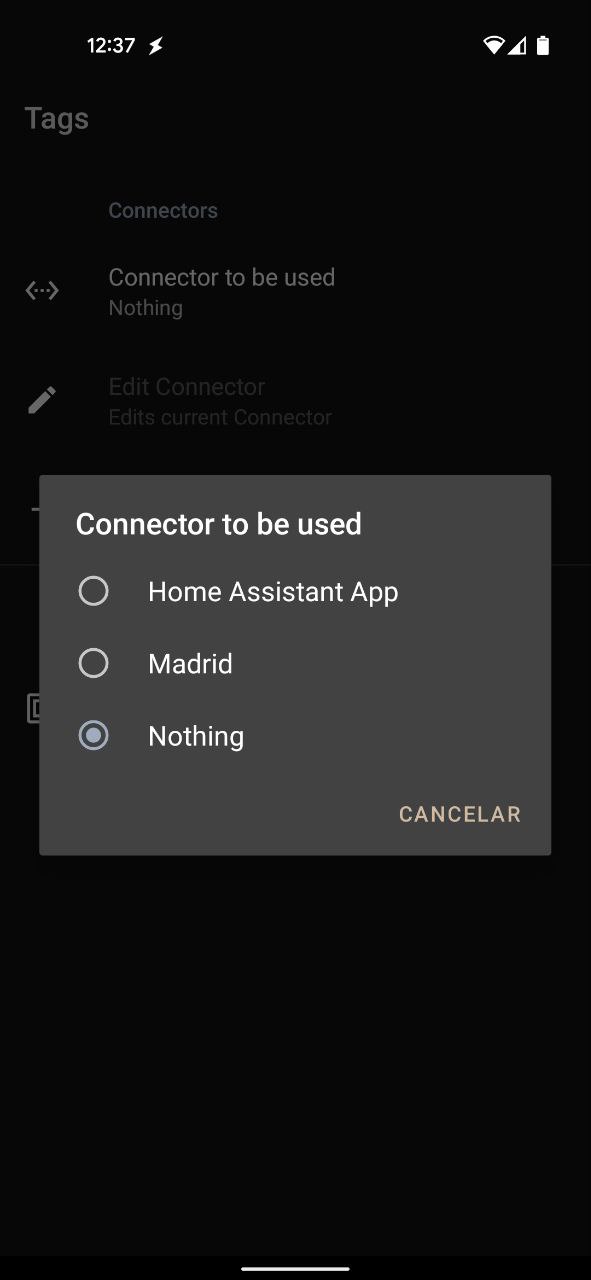 12:37
Tags
Connectors
Connector to be used
Nothing
Edit Connector
Edits current Connector
Connector to be used
Home Assistant App
Madrid
Nothing
CANCELAR